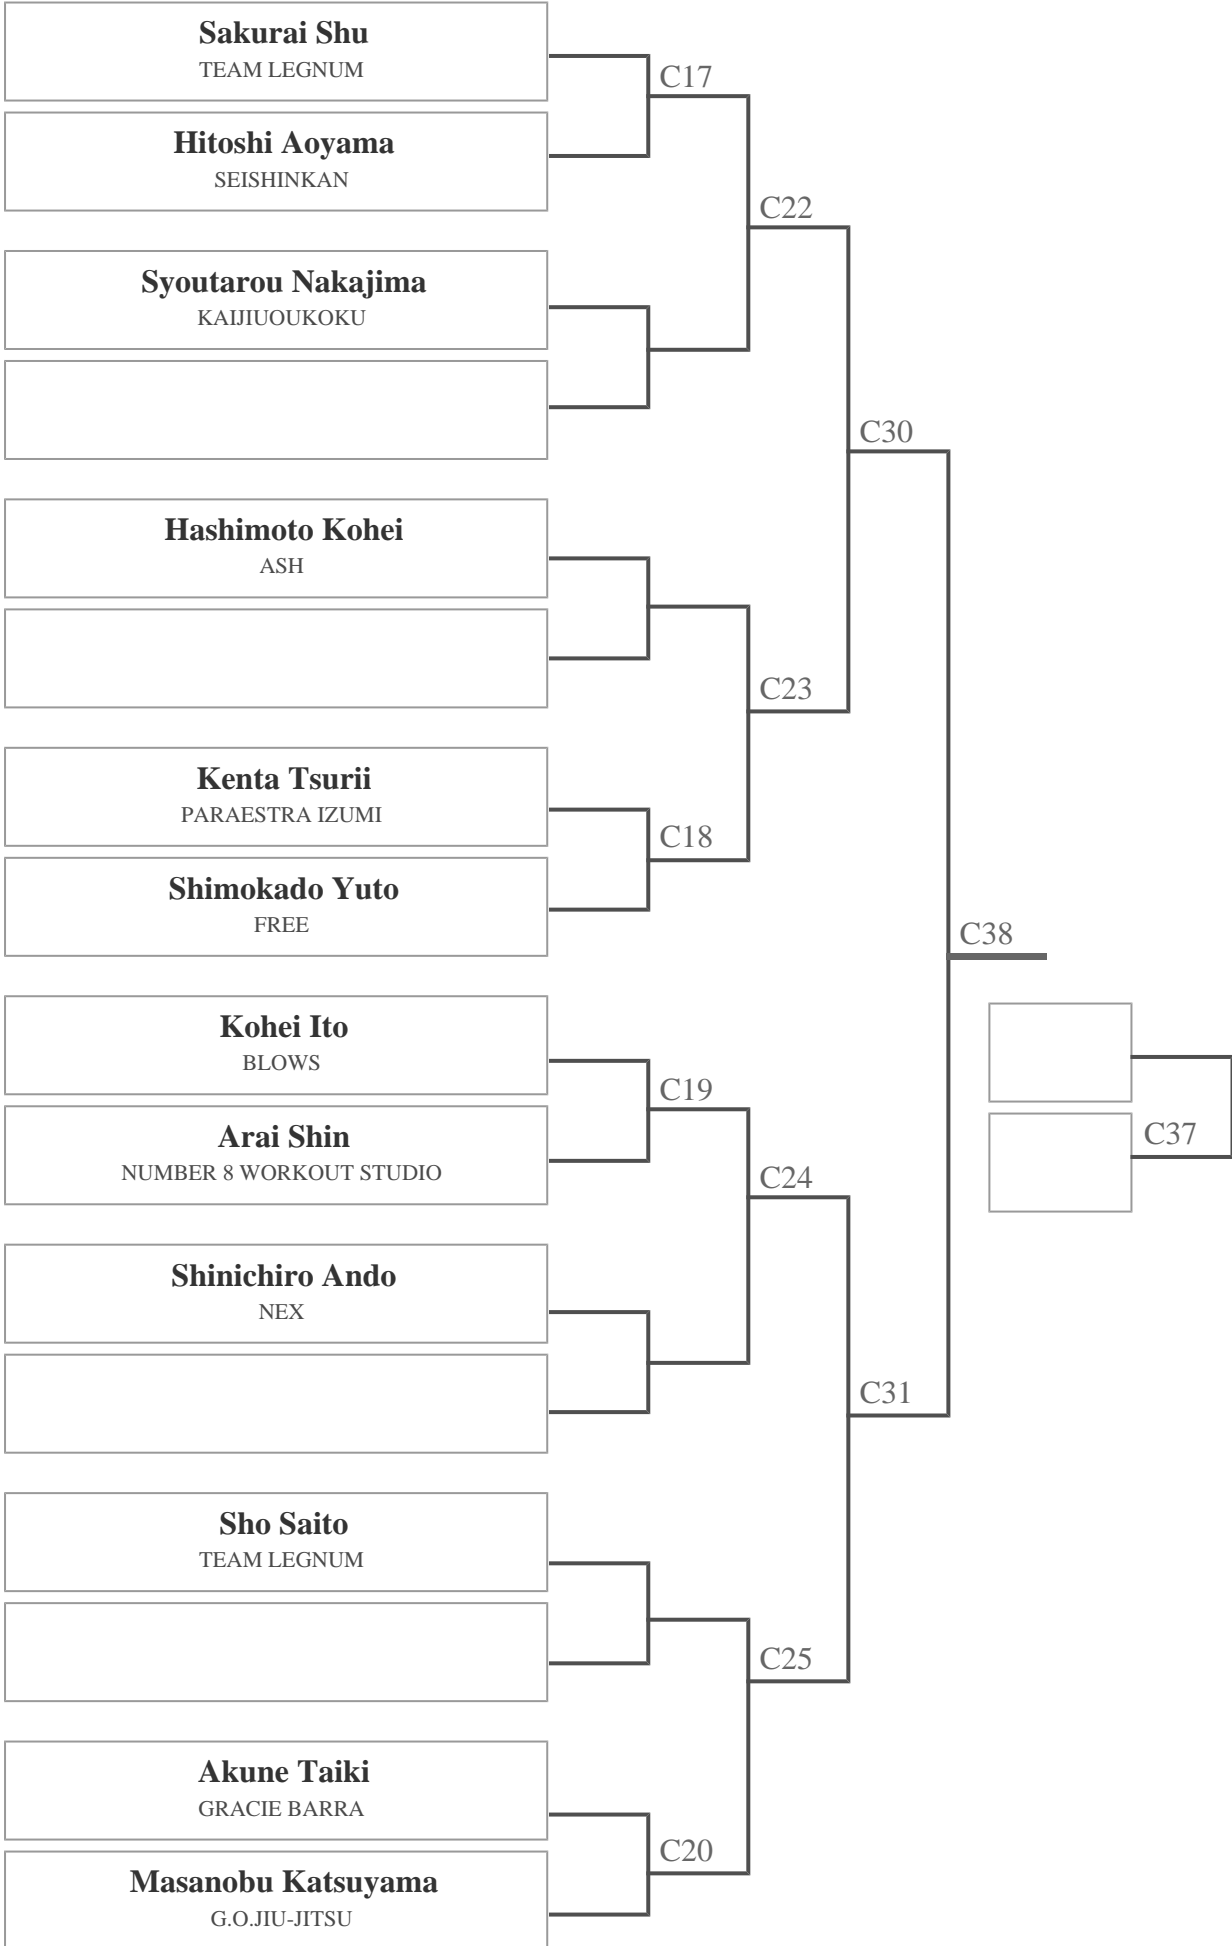 Sakurai Shu
TEAM LEGNUM
C17
Hitoshi Aoyama
SEISHINKAN
C22
Syoutarou Nakajima
KAIJIUOUKOKU
C30
Hashimoto Kohei
ASH
C23
Kenta Tsurii
PARAESTRA IZUMI
C18
Shimokado Yuto
FREE
C38
Kohei Ito
BLOWS
C19
Arai Shin
NUMBER 8 WORKOUT STUDIO
C37
C24
Shinichiro Ando
NEX
C31
Sho Saito
TEAM LEGNUM
C25
Akune Taiki
GRACIE BARRA
C20
Masanobu Katsuyama
G.O.JIU-JITSU